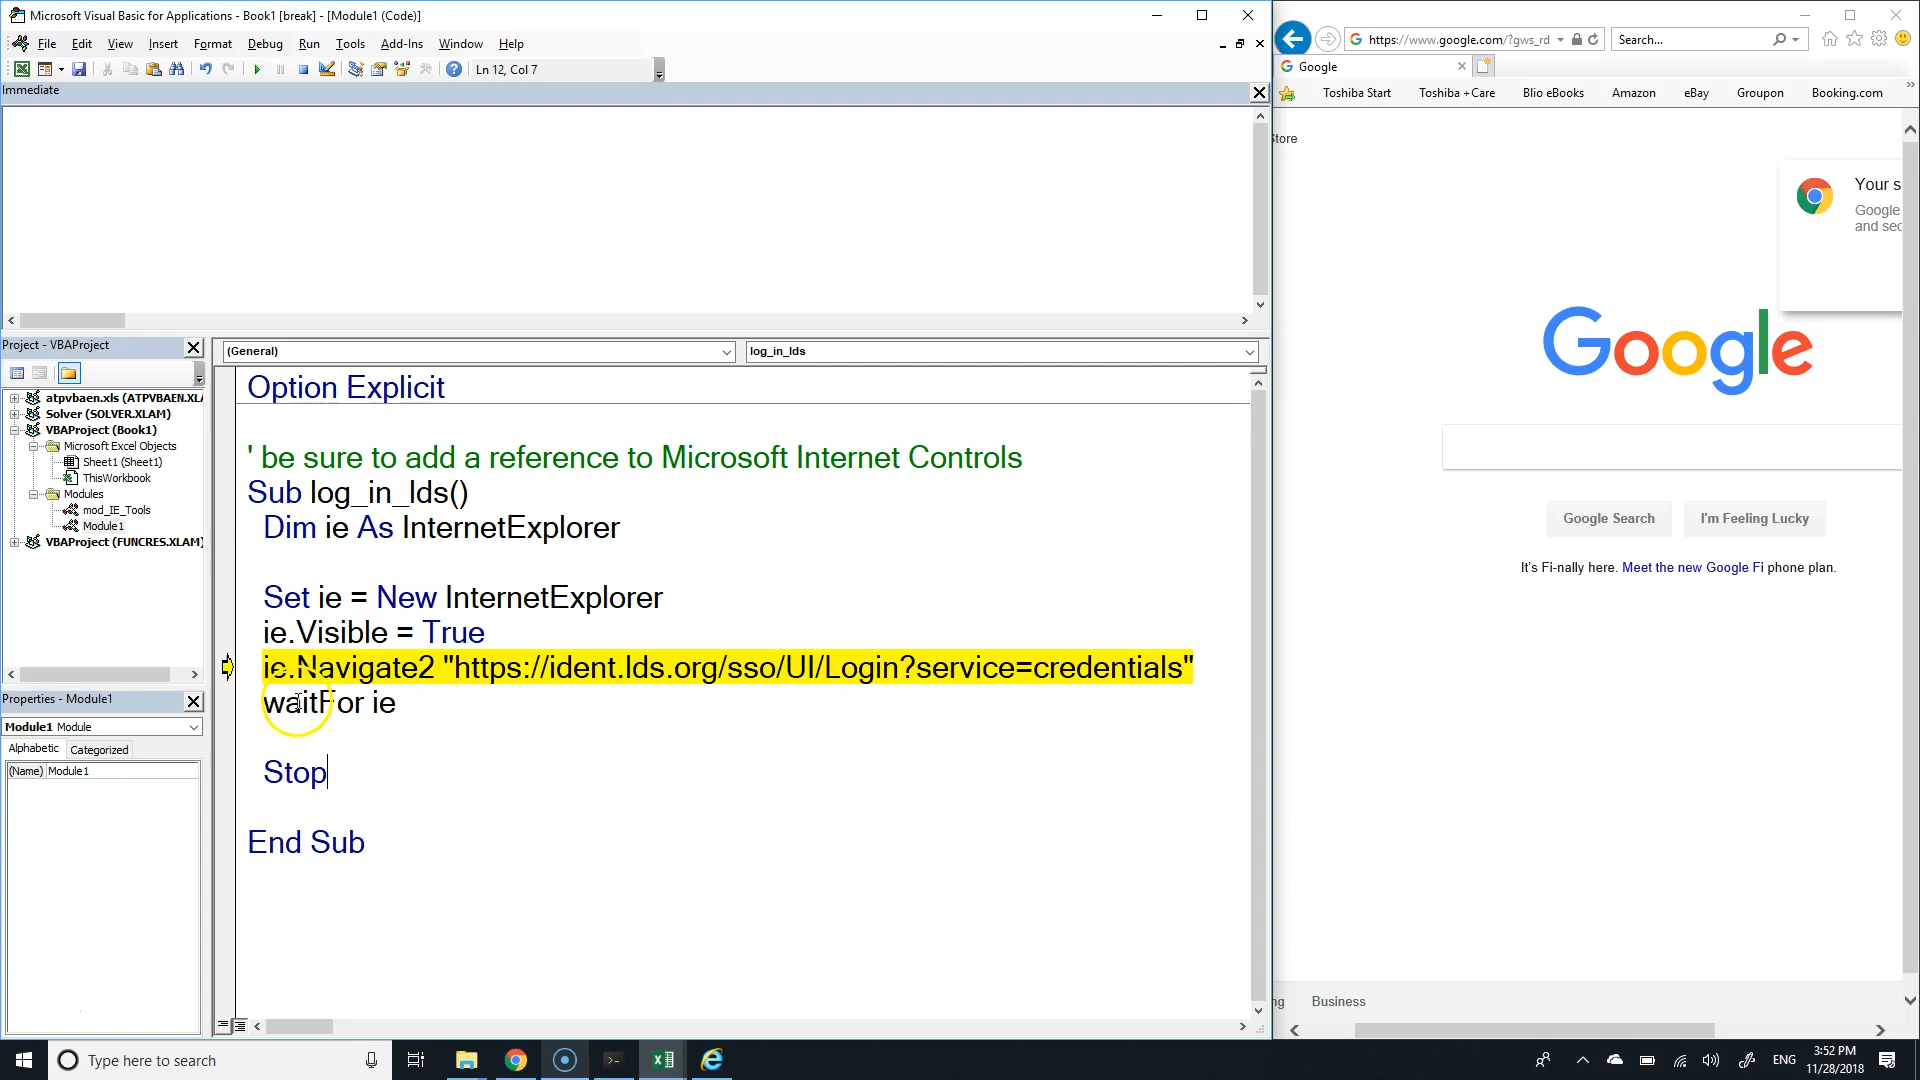 Microsoft Visual Basic for Applications - Book1 [break] - [Module1 (Code)]
File Edit View Insert Format Debug Run Tools Add-Ins Window Help
Ln 12, Col 7
Immediate
Project - VBAProject
atpvbaen.xls (ATPVBAEN.XLA
Solver (SOLVER.XLAM)
VBAProject (Book1)
Microsoft Excel Objects
Sheet1 (Sheet1)
ThisWorkbook
Modules
mod_IE_Tools
Module1
VBAProject (FUNCRES.XLAM)
Properties - Module1
Module1 Module
Alphabetic Categorized
(Name) Module1
(General) log_in_lds
Option Explicit
' be sure to add a reference to Microsoft Internet Controls
Sub log_in_lds()
Dim ie As InternetExplorer
Set ie = New InternetExplorer
ie.Visible = True
ie.Navigate2 "https://ident.lds.org/sso/UI/Login?service=credentials"
waitFor ie
Stop
End Sub
https://www.google.com/?gws_rd
Search...
Google
Toshiba Start Toshiba +Care Blio eBooks Amazon eBay Groupon Booking.com
Store
Your s
Google
and sec
Google
Google Search I'm Feeling Lucky
It's Fi-nally here. Meet the new Google Fi phone plan.
ng Business
Type here to search
ENG
3:52 PM
11/28/2018